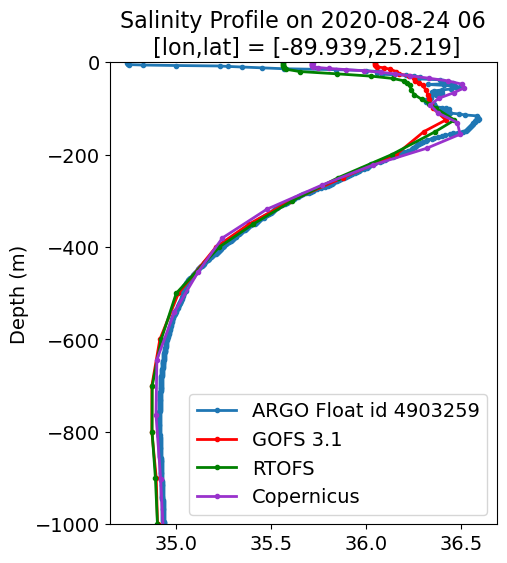 Salinity Profile on 2020-08-24 06
[lon,lat] = [-89.939,25.219]
0
−200
−400
−600
−800
−1000
Depth (m)
ARGO Float id 4903259
GOFS 3.1
RTOFS
Copernicus
35.0 35.5 36.0 36.5